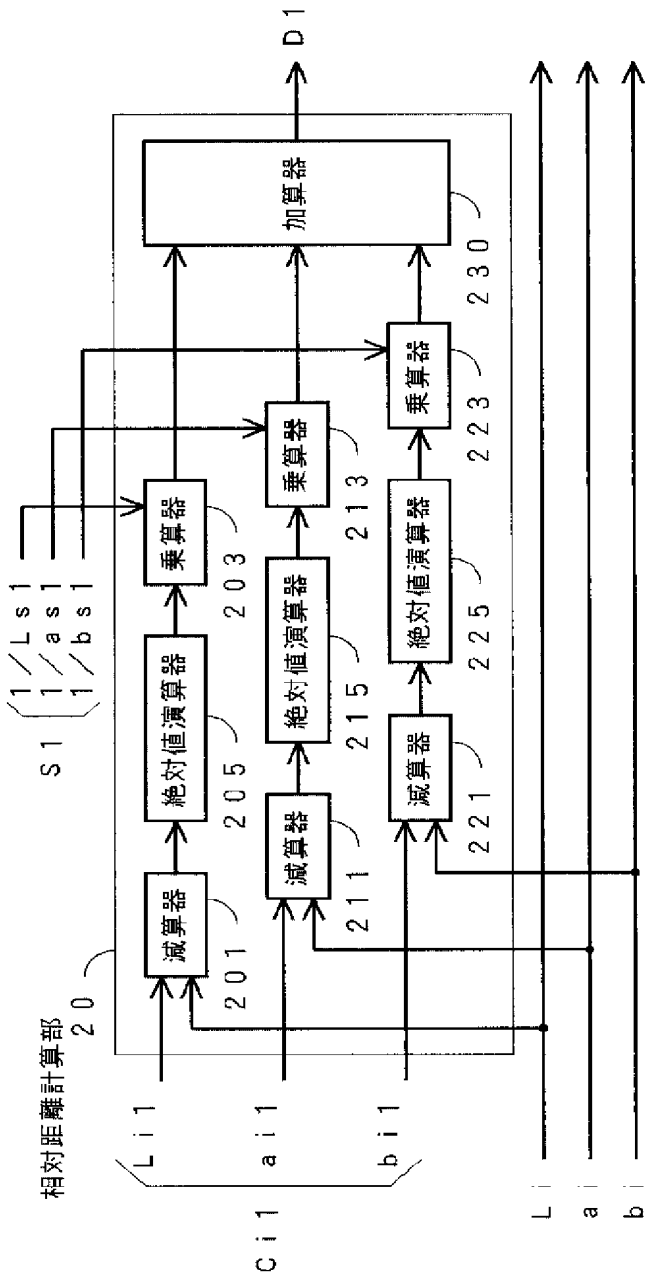 相対距離計算部
20
S1
1/Ls1
1/as1
1/bs1
Ci1
Li1
ai1
bi1
減算器
201
絶対値演算器
205
乗算器
203
減算器
211
絶対値演算器
215
乗算器
213
減算器
221
絶対値演算器
225
乗算器
223
加算器
230
D1
Li
ai
bi